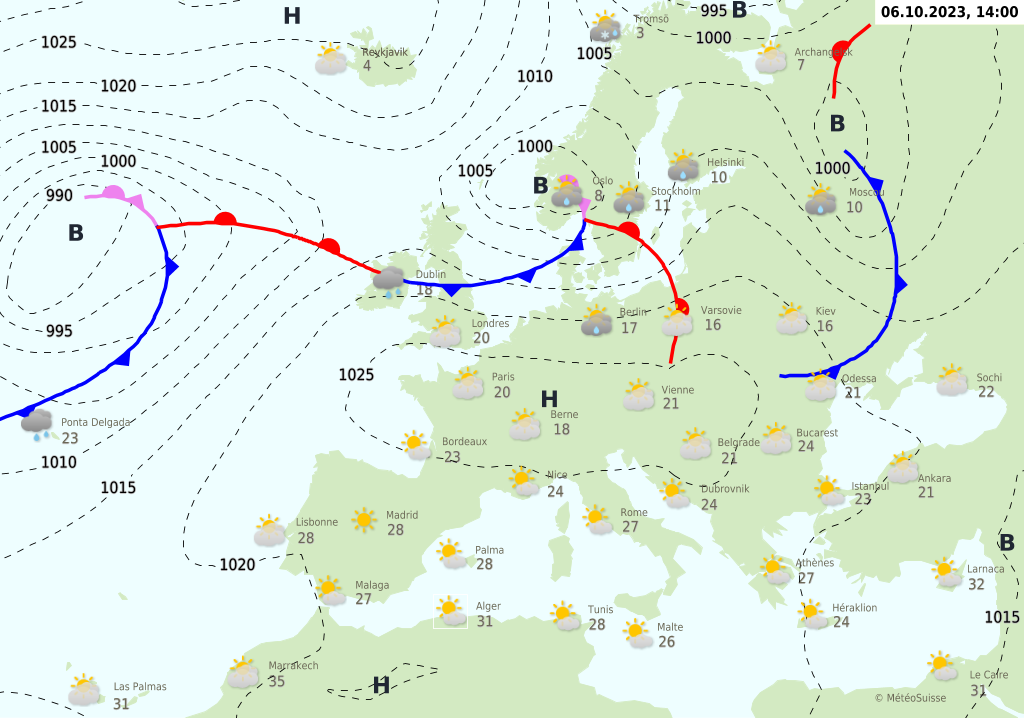 06.10.2023, 14:00
H
B
995
Tromsö
3
1000
1025
1005
Reykjavik
4
Archangelsk
7
1010
1020
1015
B
1005
1000
1000
1005
Helsinki
10
1000
990
B
Oslo
8
Stockholm
11
Moscou
10
B
Dublin
18
995
Londres
20
Berlin
17
Varsovie
16
Kiev
16
1025
Paris
20
Vienne
21
Odessa
21
Sochi
22
H
Berne
18
Ponta Delgada
23
Bordeaux
23
Belgrade
21
Bucarest
24
1010
1015
Nice
24
Dubrovnik
24
Istanbul
23
Ankara
21
Lisbonne
28
Madrid
28
Rome
27
B
1020
Palma
28
Athènes
27
Larnaca
32
Malaga
27
Alger
31
Tunis
28
Héraklion
24
1015
Malte
26
Marrakech
35
H
Las Palmas
31
Le Caire
31
© MétéoSuisse